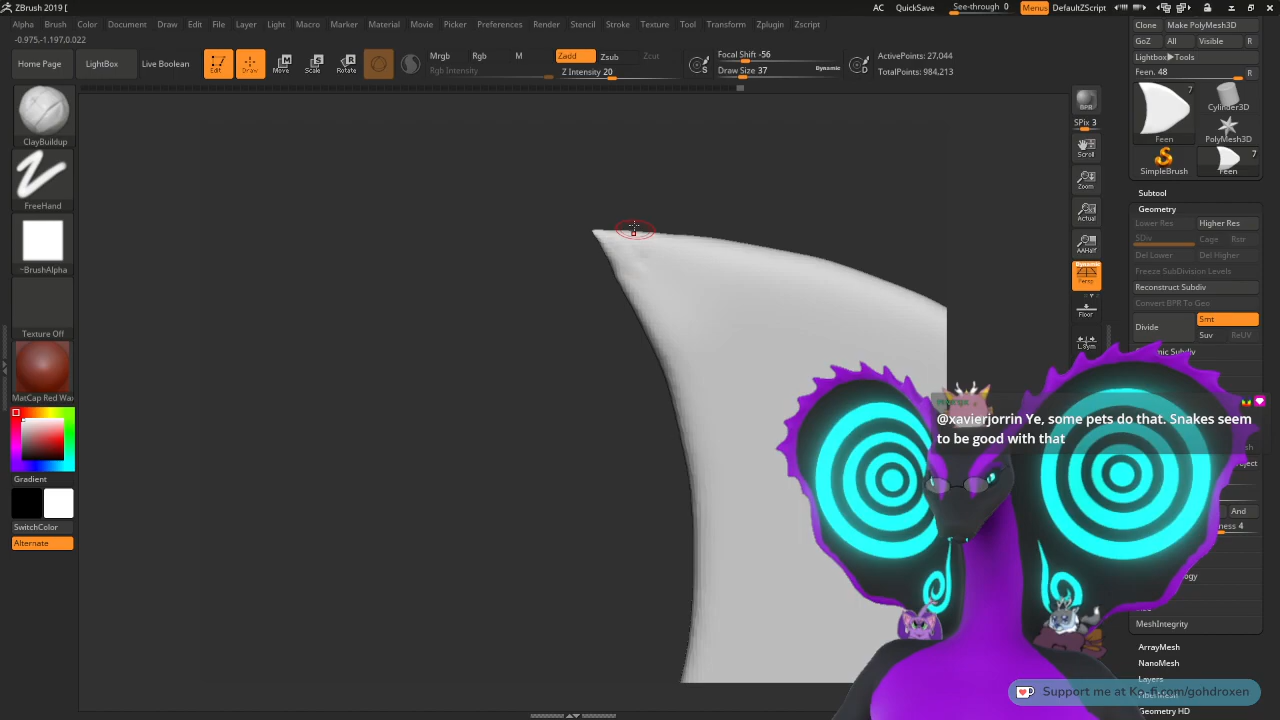 ZBrush 2019 [
AC QuickSave See-through 0 Menus DefaultZScript
Alpha Brush Color Document Draw Edit File Layer Light Macro Marker Material Movie Picker Preferences Render Stencil Stroke Texture Tool Transform Zplugin Zscript
-0.975,-1.197,0.022
Home Page LightBox Live Boolean Edit Draw Move Scale Rotate
Mrgb Rgb M Zadd Zsub Zcut
Rgb Intensity Z Intensity 20
Focal Shift -56
Draw Size 37 Dynamic
ActivePoints: 27,044
TotalPoints: 984,213
ClayBuildup
FreeHand
~BrushAlpha
Texture Off
MatCap Red Wax
Gradient
SwitchColor
Alternate
BPR
SPix 3
Scroll
Zoom
Actual
AAHalf
Dynamic
Persp
Floor
L.Sym
Clone Make PolyMesh3D
GoZ All Visible R
Lightbox▶Tools
Feen. 48 R
7
Feen
Cylinder3D
PolyMesh3D
SimpleBrush
7
Feen
Subtool
Geometry
Lower Res Higher Res
SDiv Cage Rstr
Del Lower Del Higher
Freeze SubDivision Levels
Reconstruct Subdiv
Convert BPR To Geo
Divide Smt
Suv ReUV
@xavierjorrin Ye, some pets do that. Snakes seem
to be good with that
And
MeshIntegrity
ArrayMesh
NanoMesh
Layers
Geometry HD
Support me at Ko-fi.com/gohdroxen